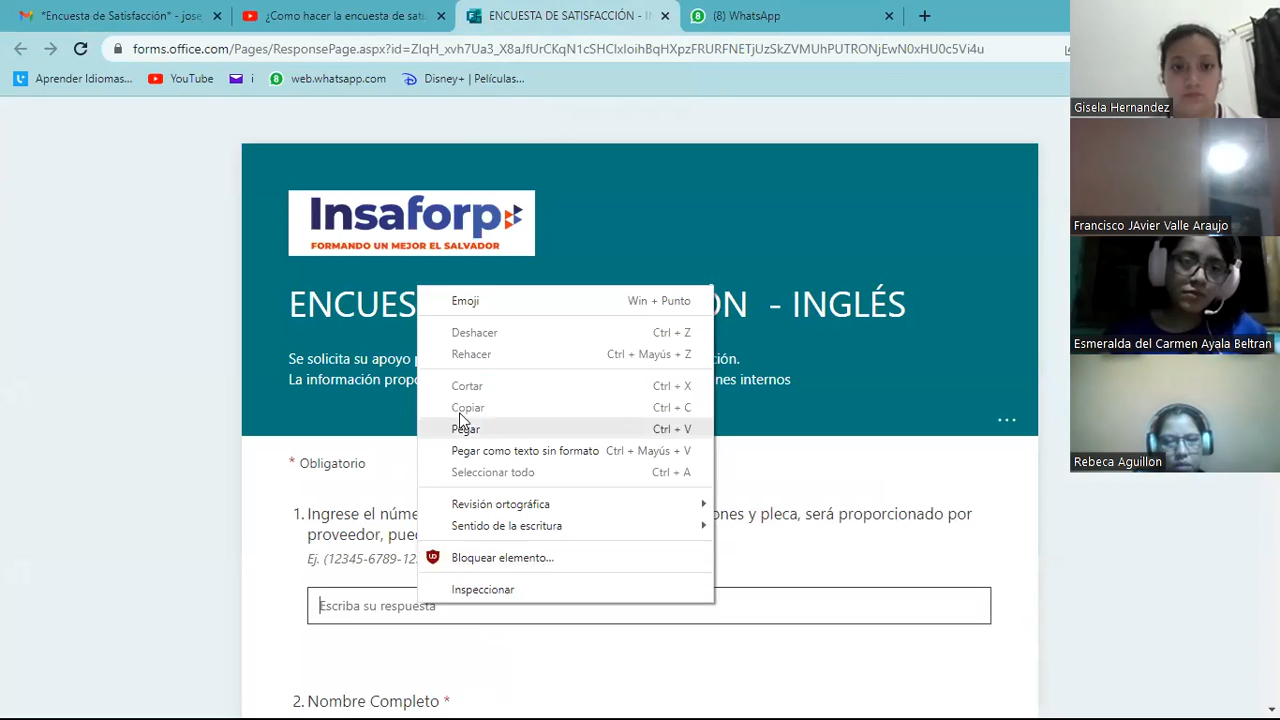 *Encuesta de Satisfacción* - jose
¿Como hacer la encuesta de sati
ENCUESTA DE SATISFACCIÓN - I
(8) WhatsApp
forms.office.com/Pages/ResponsePage.aspx?id=ZIqH_xvh7Ua3_X8aJfUrCKqN1cSHClxIoihBqHXpzFRURFNETjUzSkZVMUhPUTRONjEwN0xHU0c5Vi4u
Aprender Idiomas...
YouTube
i
web.whatsapp.com
Disney+ | Películas...
Insaforp
FORMANDO UN MEJOR EL SALVADOR
ENCUES
ÓN - INGLÉS
Se solicita su apoyo p
ción.
La información propo
nes internos
Emoji Win + Punto
Deshacer Ctrl + Z
Rehacer Ctrl + Mayús + Z
Cortar Ctrl + X
Copiar Ctrl + C
Pegar Ctrl + V
Pegar como texto sin formato Ctrl + Mayús + V
Seleccionar todo Ctrl + A
Revisión ortográfica
Sentido de la escritura
Bloquear elemento...
Inspeccionar
* Obligatorio
1. Ingrese el núme
ones y pleca, será proporcionado por
proveedor, pue
Ej. (12345-6789-12
Escriba su respuesta
2. Nombre Completo *
Gisela Hernandez
Francisco JAvier Valle Araujo
Esmeralda del Carmen Ayala Beltran
Rebeca Aguillon